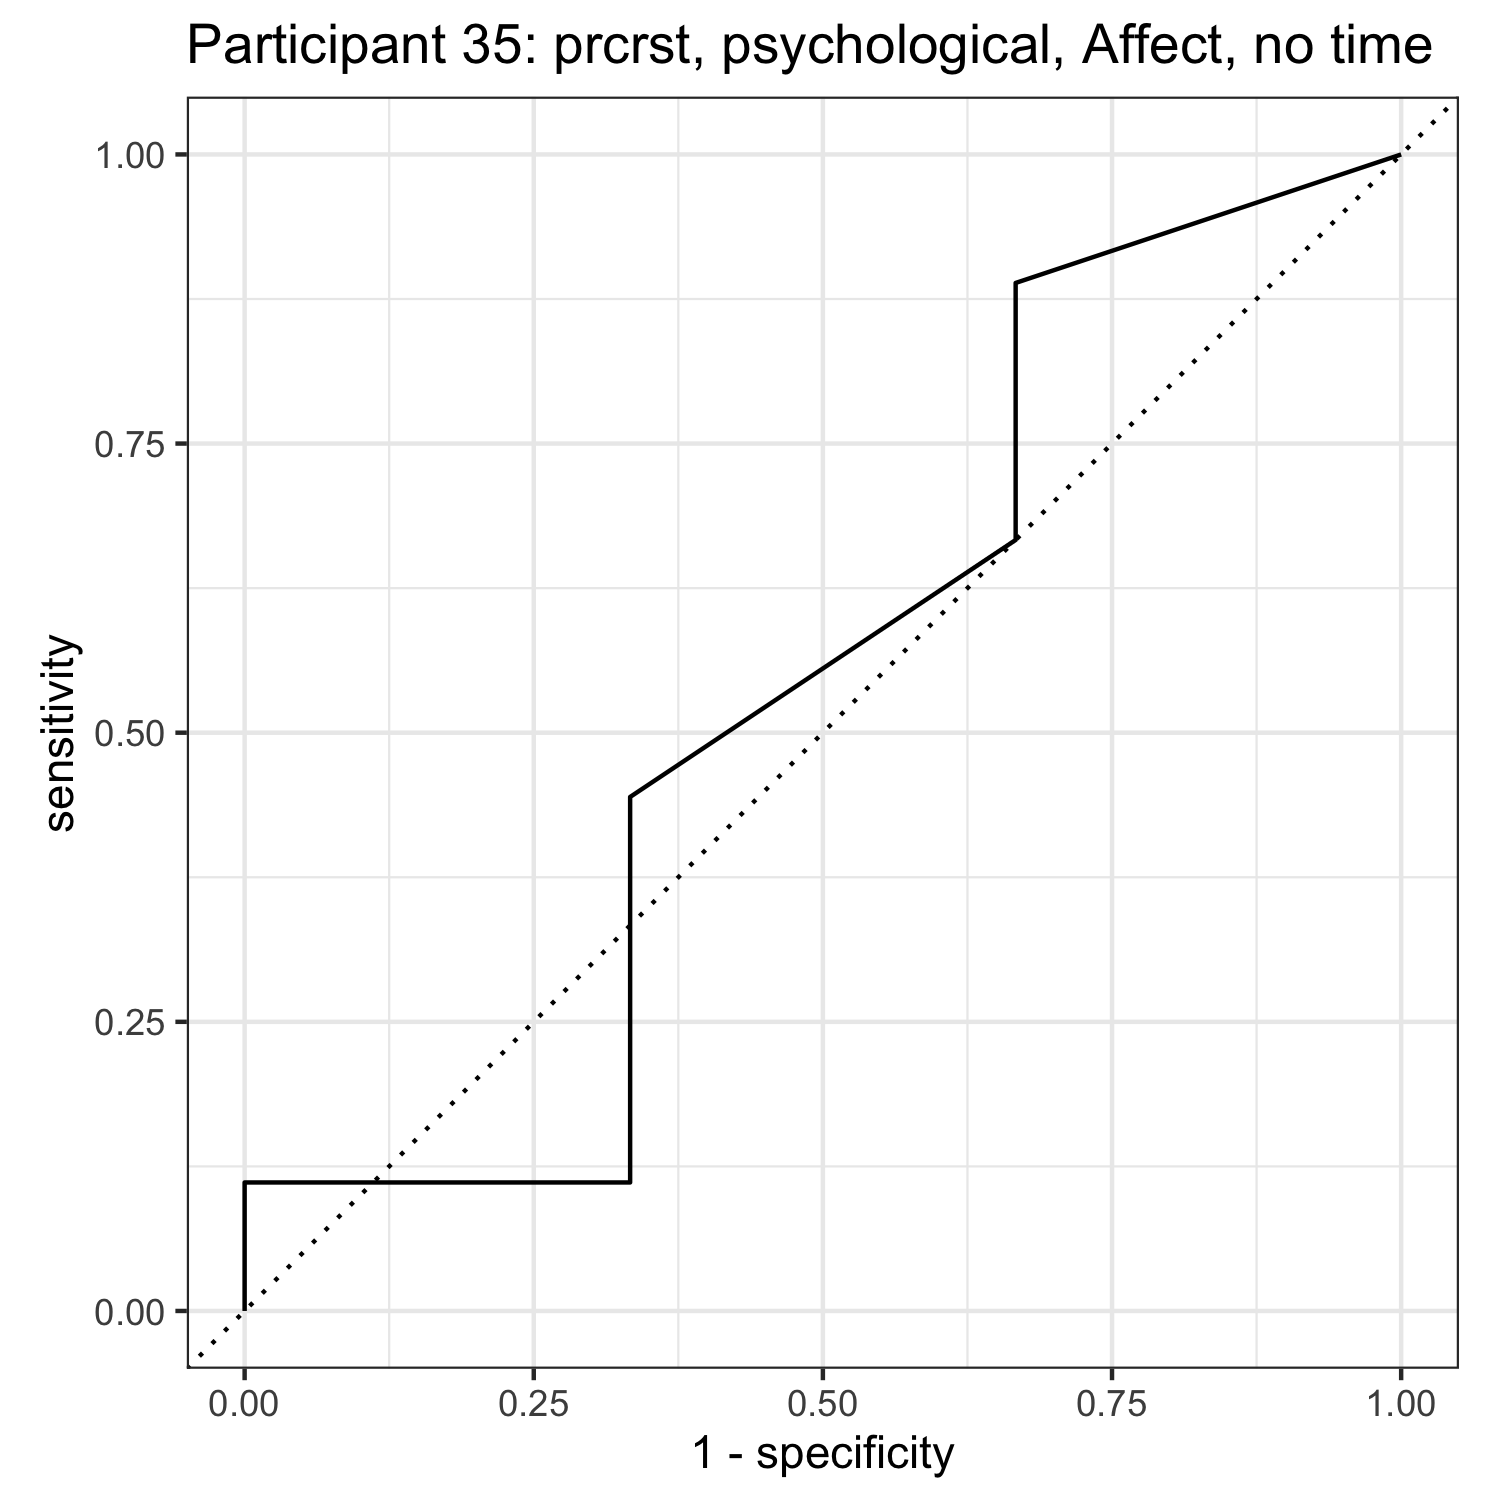 Participant 35: prcrst, psychological, Affect, no time
1.00
0.75
0.50
0.25
0.00
sensitivity
0.00 0.25 0.50 0.75 1.00
1 - specificity